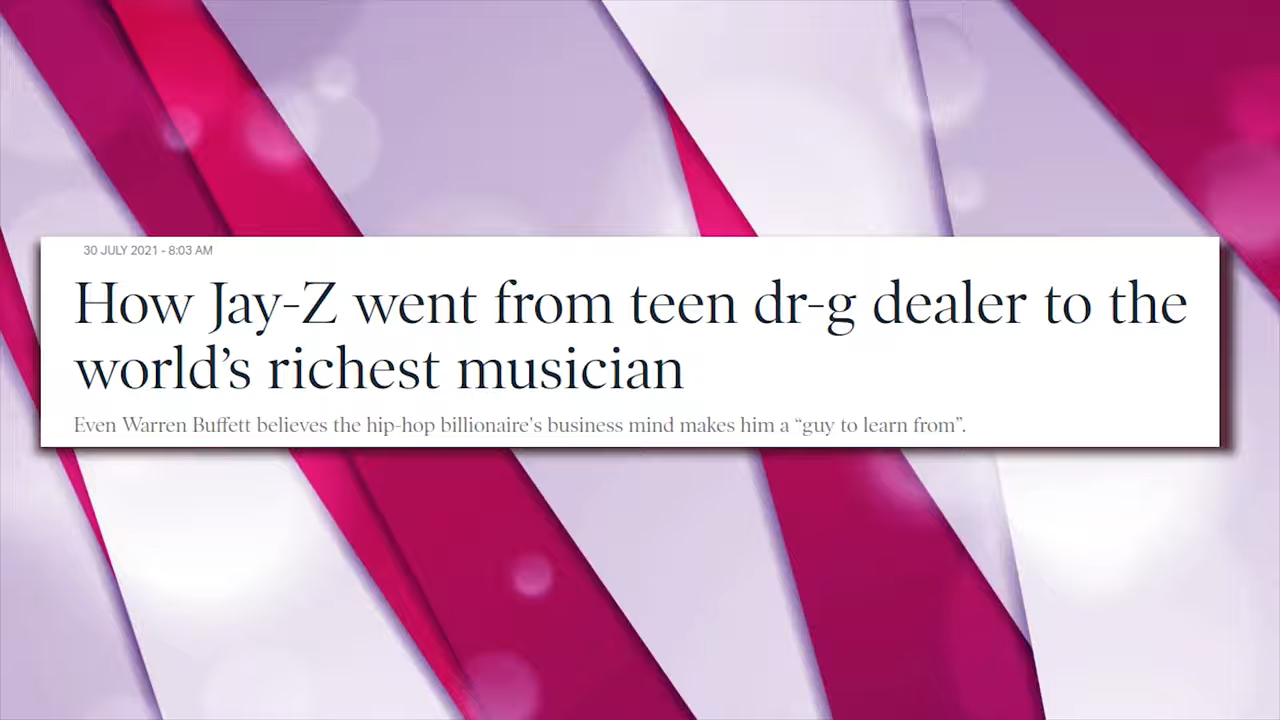 30 JULY 2021 - 8:03 AM
How Jay-Z went from teen dr-g dealer to the
world’s richest musician
Even Warren Buffett believes the hip-hop billionaire's business mind makes him a “guy to learn from”.